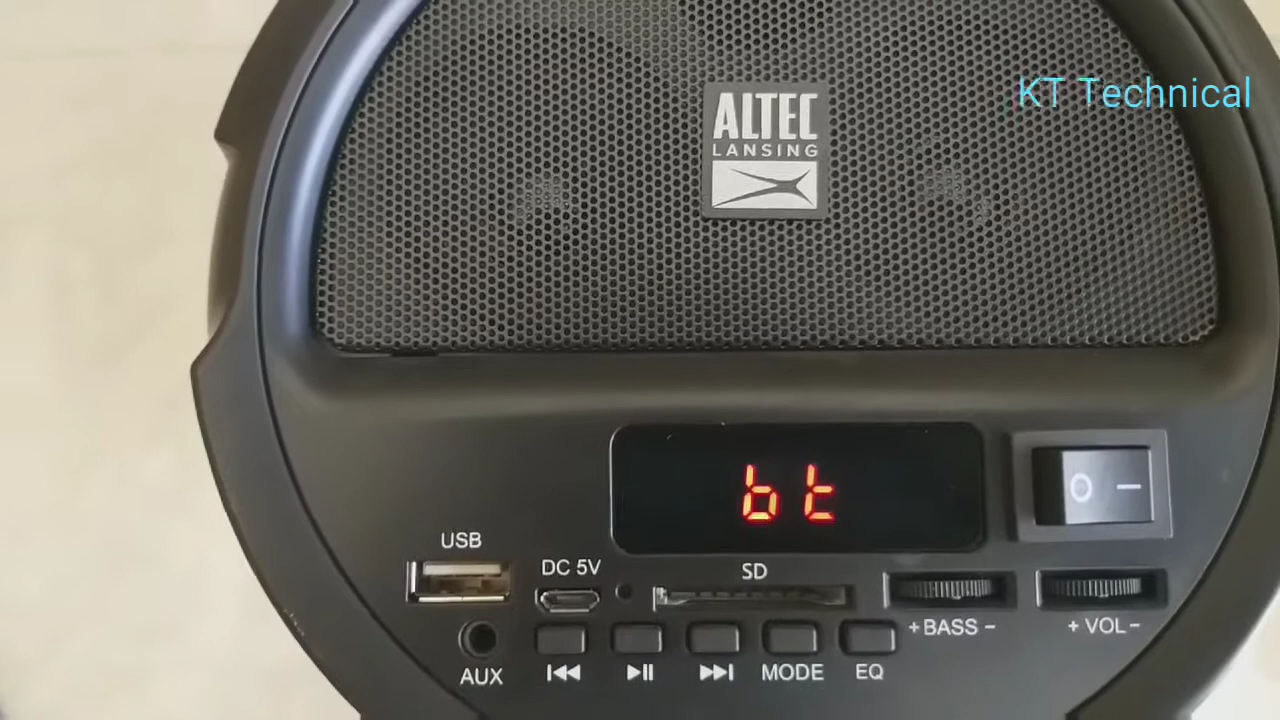 KT Technical
ALTEC
LANSING
bt
O —
USB
DC 5V
SD
+ BASS −
+ VOL −
AUX
MODE
EQ